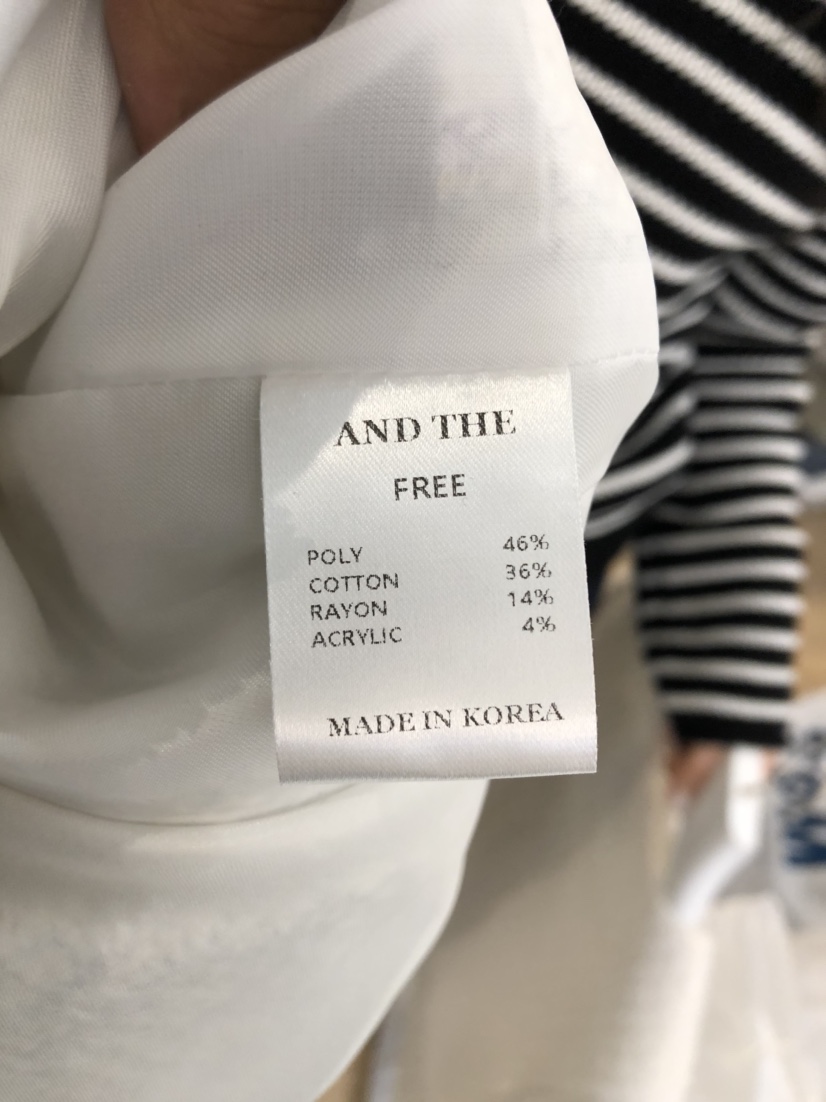 AND THE
FREE
POLY 46%
COTTON 36%
RAYON 14%
ACRYLIC 4%
MADE IN KOREA